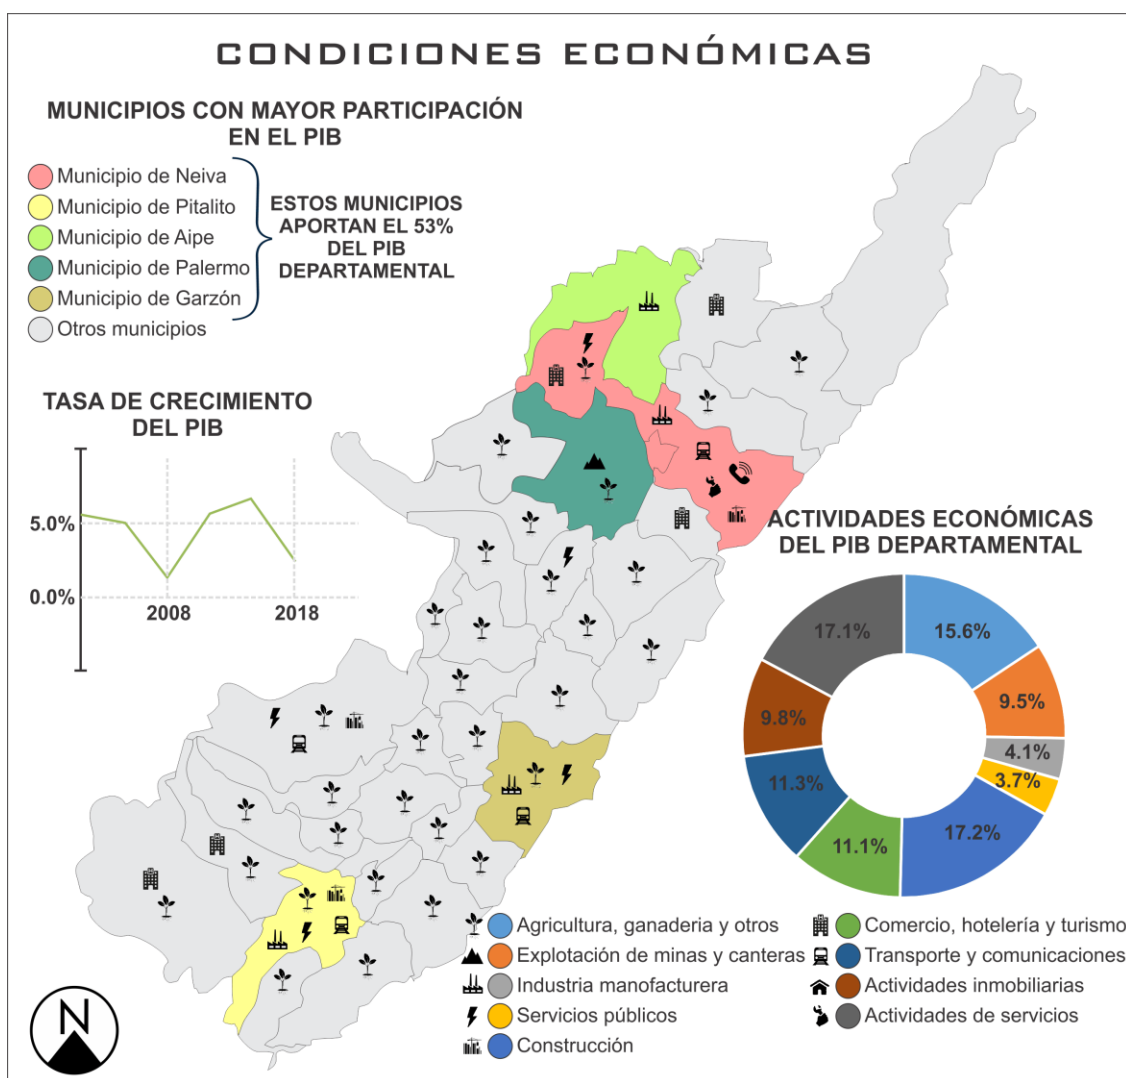 CONDICIONES ECONÓMICAS
MUNICIPIOS CON MAYOR PARTICIPACIÓN
EN EL PIB
Municipio de Neiva
Municipio de Pitalito
Municipio de Aipe
Municipio de Palermo
Municipio de Garzón
Otros municipios
ESTOS MUNICIPIOS
APORTAN EL 53%
DEL PIB
DEPARTAMENTAL
TASA DE CRECIMIENTO
DEL PIB
5.0%
0.0%
2008
2018
ACTIVIDADES ECONÓMICAS
DEL PIB DEPARTAMENTAL
17.1%
15.6%
9.8%
9.5%
4.1%
3.7%
11.3%
11.1%
17.2%
Agricultura, ganaderia y otros
Explotación de minas y canteras
Industria manufacturera
Servicios públicos
Construcción
Comercio, hotelería y turismo
Transporte y comunicaciones
Actividades inmobiliarias
Actividades de servicios
N